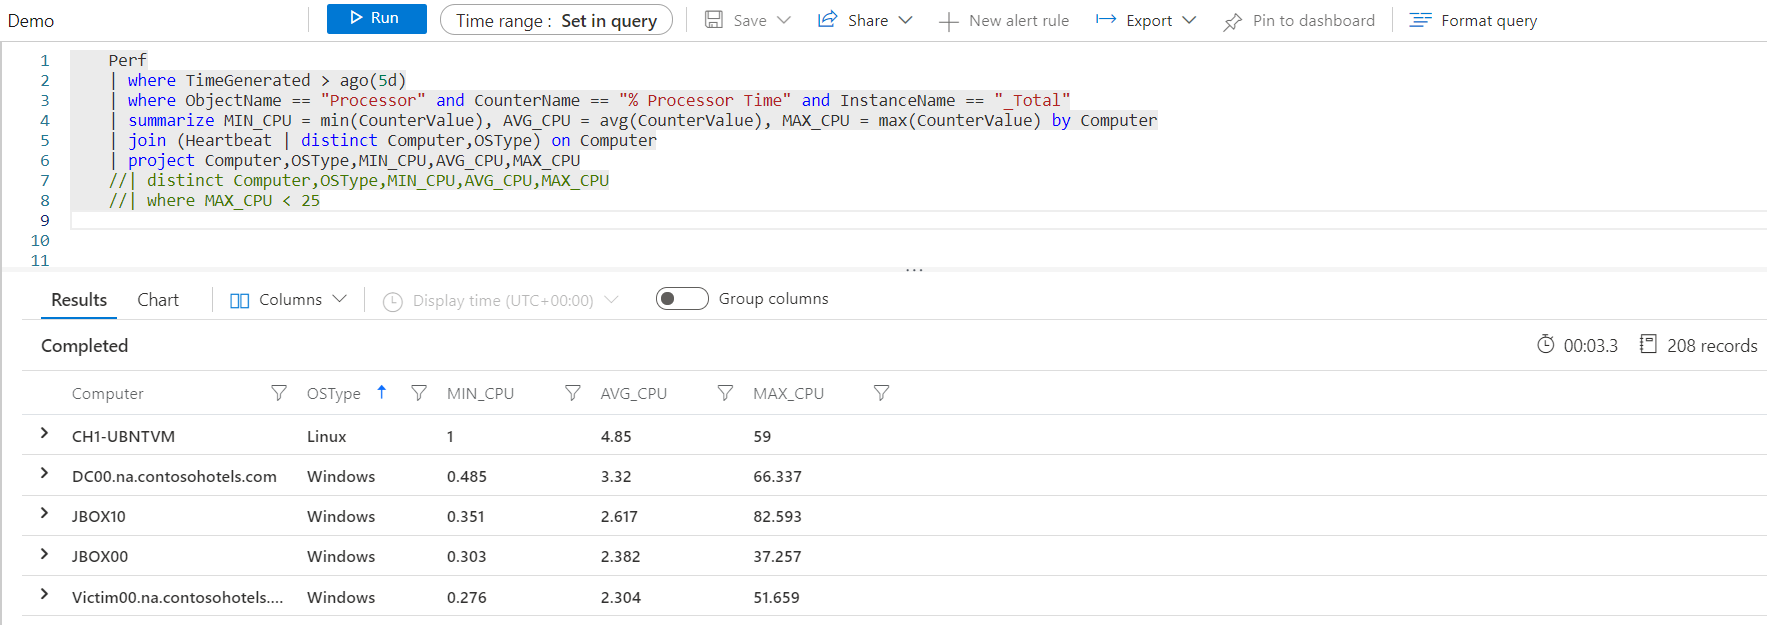 Demo Run Time range : Set in query Save Share New alert rule Export Pin to dashboard Format query
1 Perf
2 | where TimeGenerated > ago(5d)
3 | where ObjectName == "Processor" and CounterName == "% Processor Time" and InstanceName == "_Total"
4 | summarize MIN_CPU = min(CounterValue), AVG_CPU = avg(CounterValue), MAX_CPU = max(CounterValue) by Computer
5 | join (Heartbeat | distinct Computer,OSType) on Computer
6 | project Computer,OSType,MIN_CPU,AVG_CPU,MAX_CPU
7 //| distinct Computer,OSType,MIN_CPU,AVG_CPU,MAX_CPU
8 //| where MAX_CPU < 25
9
10
11
...
Results Chart Columns Display time (UTC+00:00) Group columns
Completed 00:03.3 208 records
Computer OSType MIN_CPU AVG_CPU MAX_CPU
CH1-UBNTVM Linux 1 4.85 59
DC00.na.contosohotels.com Windows 0.485 3.32 66.337
JBOX10 Windows 0.351 2.617 82.593
JBOX00 Windows 0.303 2.382 37.257
Victim00.na.contosohotels.... Windows 0.276 2.304 51.659